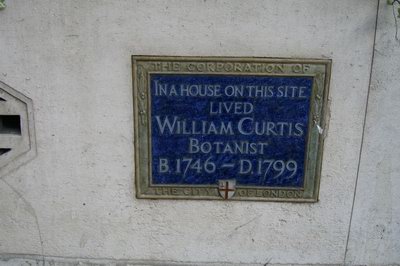 THE CORPORATION OF
IN A HOUSE ON THIS SITE
LIVED
WILLIAM CURTIS
BOTANIST
B. 1746 – D. 1799
THE CITY OF LONDON